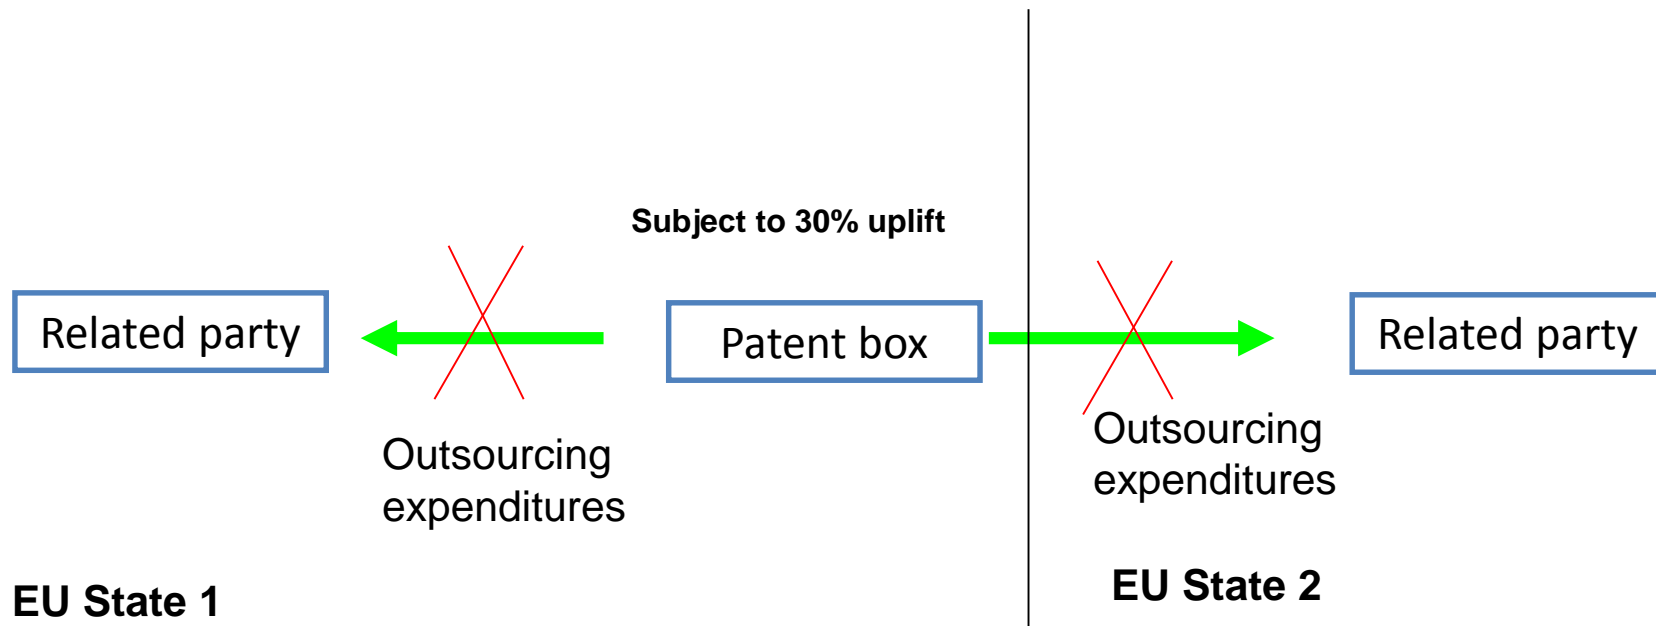 Subject to 30% uplift
Related party
Patent box
Related party
Outsourcing
expenditures
Outsourcing
expenditures
EU State 1
EU State 2